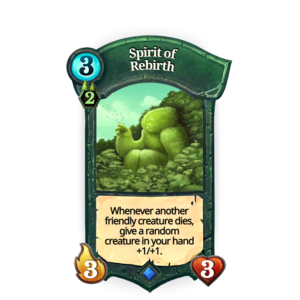 3
Spirit of
Rebirth
2
Whenever another
friendly creature dies,
give a random
creature in your hand
+1/+1.
3
3